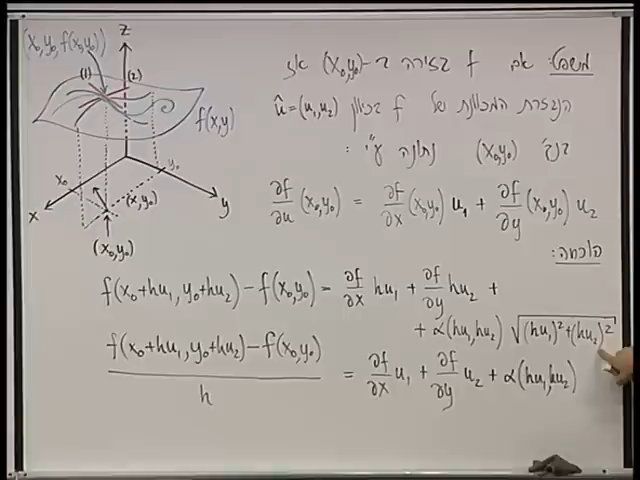 משפט: אם f גזירה ב-(x₀,y₀) אז
הנגזרת המכוונת של f בכיוון û=(u₁,u₂)
בנק' (x₀,y₀) נתונה ע"י :
∂f/∂u (x₀,y₀) = ∂f/∂x (x₀,y₀) u₁ + ∂f/∂y (x₀,y₀) u₂
הוכחה:
f(x₀+hu₁, y₀+hu₂) − f(x₀,y₀) = ∂f/∂x hu₁ + ∂f/∂y hu₂ +
+ α(hu₁,hu₂) √((hu₁)²+(hu₂)²)
(f(x₀+hu₁, y₀+hu₂) − f(x₀,y₀))/h = ∂f/∂x u₁ + ∂f/∂y u₂ + α(hu₁,hu₂)
(x₀,y₀,f(x₀,y₀))
z
(1) (2)
f(x,y)
x₀ y₀
x (x,y₀) y
(x₀,y₀)